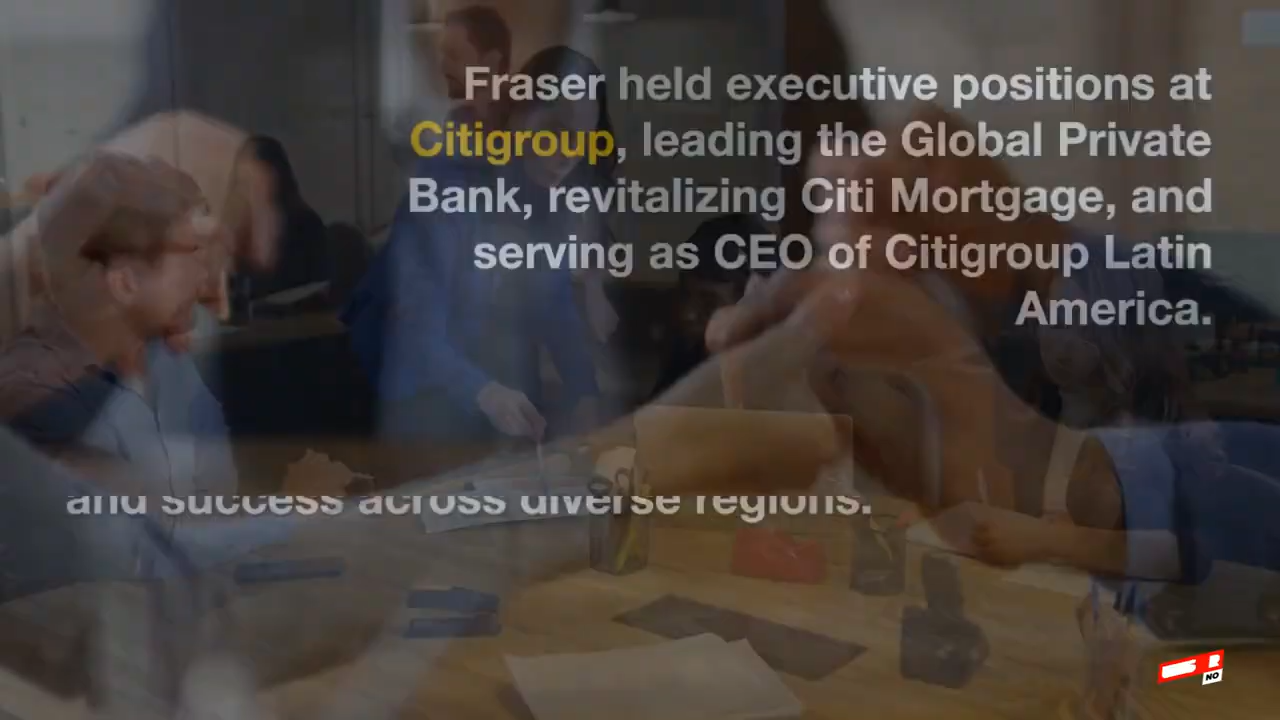 Fraser held executive positions at
Citigroup, leading the Global Private
Bank, revitalizing Citi Mortgage, and
serving as CEO of Citigroup Latin
America.
and success across diverse regions.
NO